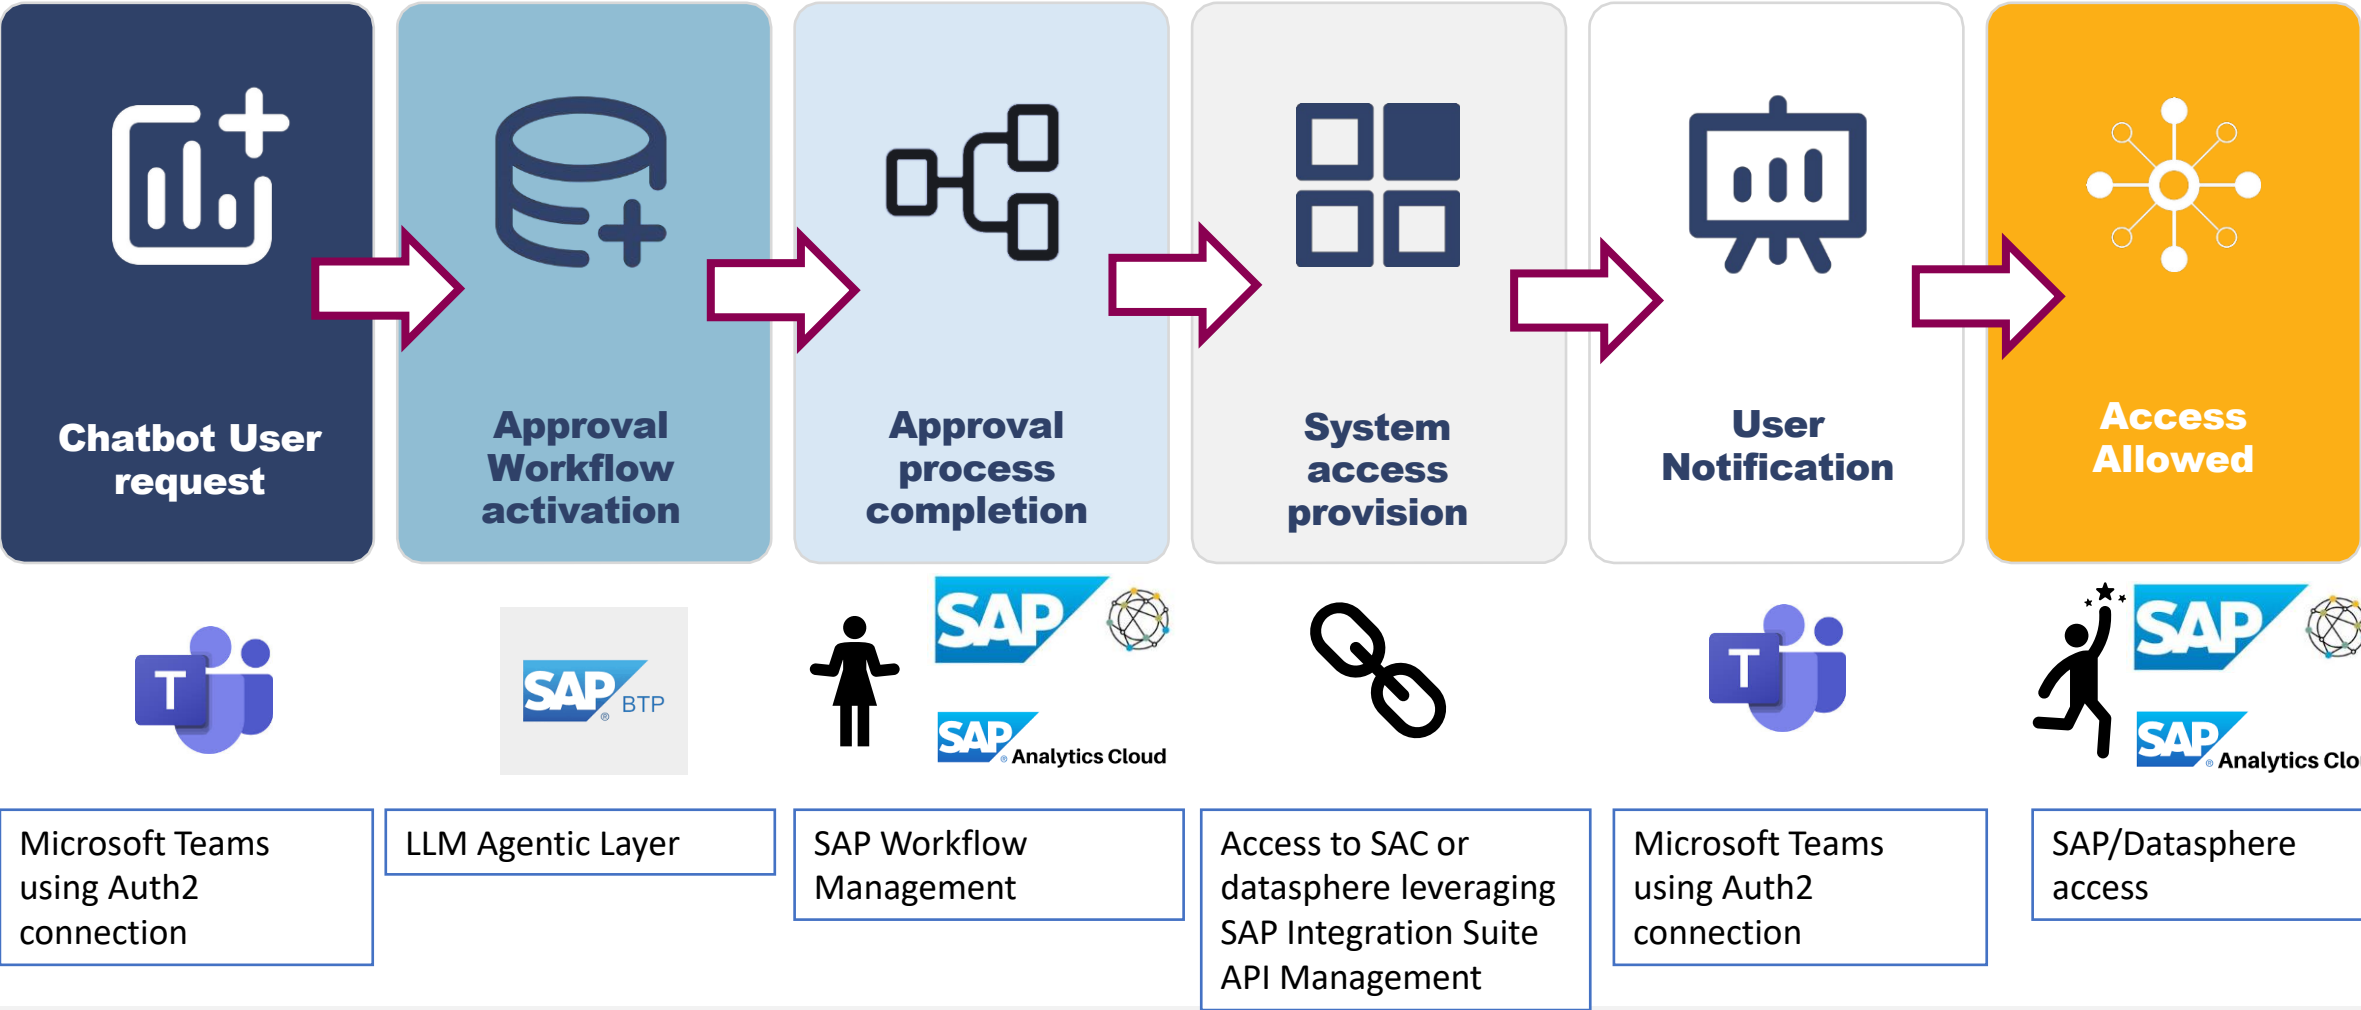 Chatbot User
request
Approval
Workflow
activation
Approval
process
completion
System
access
provision
User
Notification
Access
Allowed
T
SAP
®
BTP
SAP
SAP
®
Analytics Cloud
T
SAP
SAP
®
Analytics Clo
Microsoft Teams
using Auth2
connection
LLM Agentic Layer
SAP Workflow
Management
Access to SAC or
datasphere leveraging
SAP Integration Suite
API Management
Microsoft Teams
using Auth2
connection
SAP/Datasphere
access